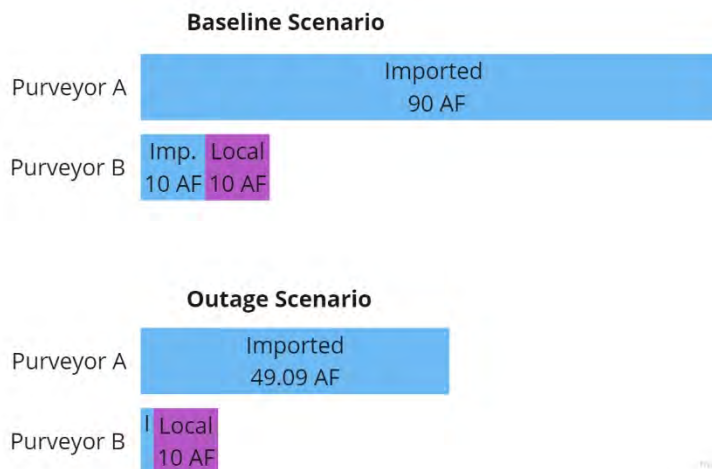 Baseline Scenario
Purveyor A
Imported
90 AF
Purveyor B
Imp.
10 AF
Local
10 AF
Outage Scenario
Purveyor A
Imported
49.09 AF
Purveyor B
I
Local
10 AF